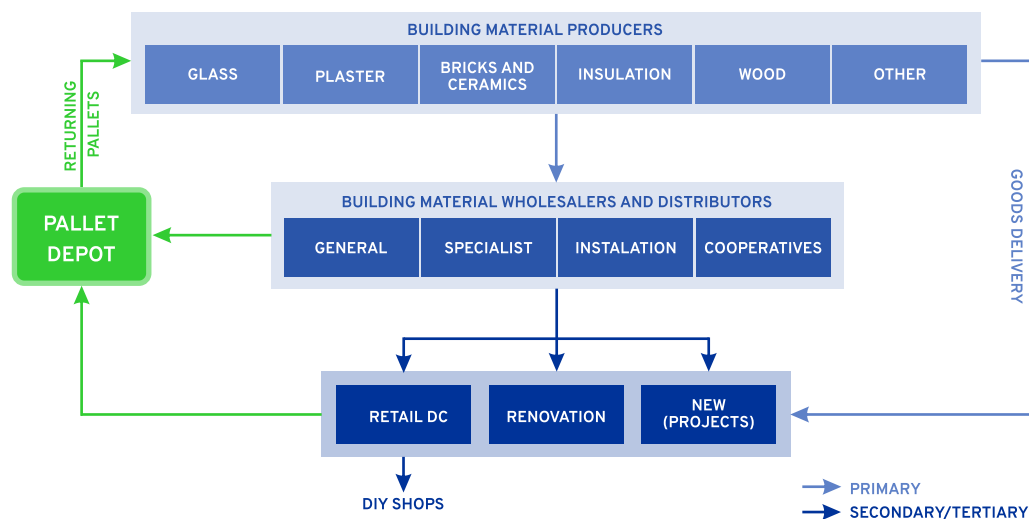 BUILDING MATERIAL PRODUCERS
GLASS
PLASTER
BRICKS AND
CERAMICS
INSULATION
WOOD
OTHER
RETURNING
PALLETS
PALLET
DEPOT
BUILDING MATERIAL WHOLESALERS AND DISTRIBUTORS
GENERAL
SPECIALIST
INSTALATION
COOPERATIVES
GOODS DELIVERY
RETAIL DC
RENOVATION
NEW
(PROJECTS)
DIY SHOPS
PRIMARY
SECONDARY/TERTIARY